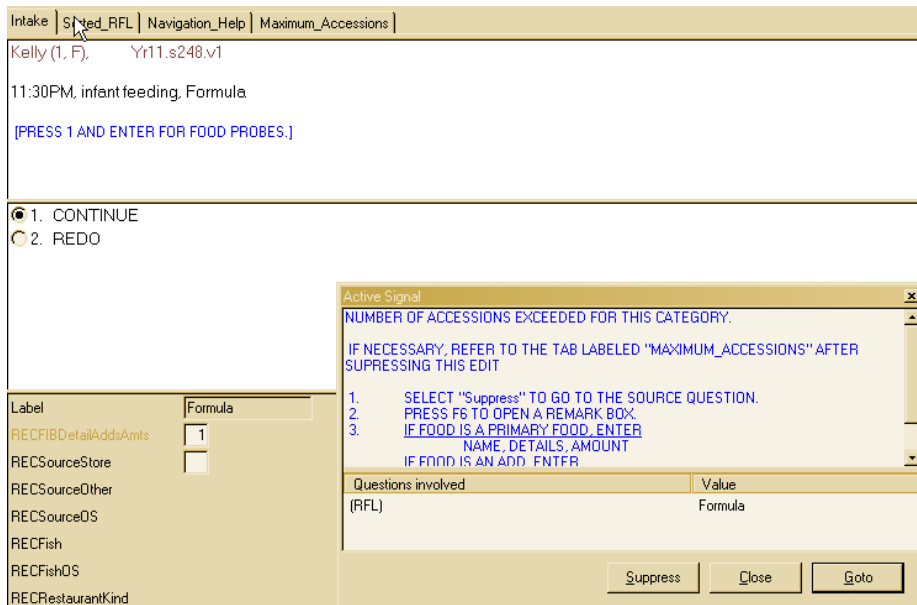 Intake Sorted_RFL Navigation_Help Maximum_Accessions
Kelly (1, F), Yr11.s248.v1
11:30PM, infant feeding, Formula
[PRESS 1 AND ENTER FOR FOOD PROBES.]
1. CONTINUE
2. REDO
Active Signal
NUMBER OF ACCESSIONS EXCEEDED FOR THIS CATEGORY.
IF NECESSARY, REFER TO THE TAB LABELED "MAXIMUM_ACCESSIONS" AFTER
SUPRESSING THIS EDIT
1. SELECT "Suppress" TO GO TO THE SOURCE QUESTION.
2. PRESS F6 TO OPEN A REMARK BOX.
3. IF FOOD IS A PRIMARY FOOD, ENTER
NAME, DETAILS, AMOUNT
IF FOOD IS AN ADD, ENTER
Questions involved Value
(RFL) Formula
Suppress Close Goto
Label Formula
RECFIBDetailAddsAmts 1
RECSourceStore
RECSourceOther
RECSourceOS
RECFish
RECFishOS
RECRestaurantKind